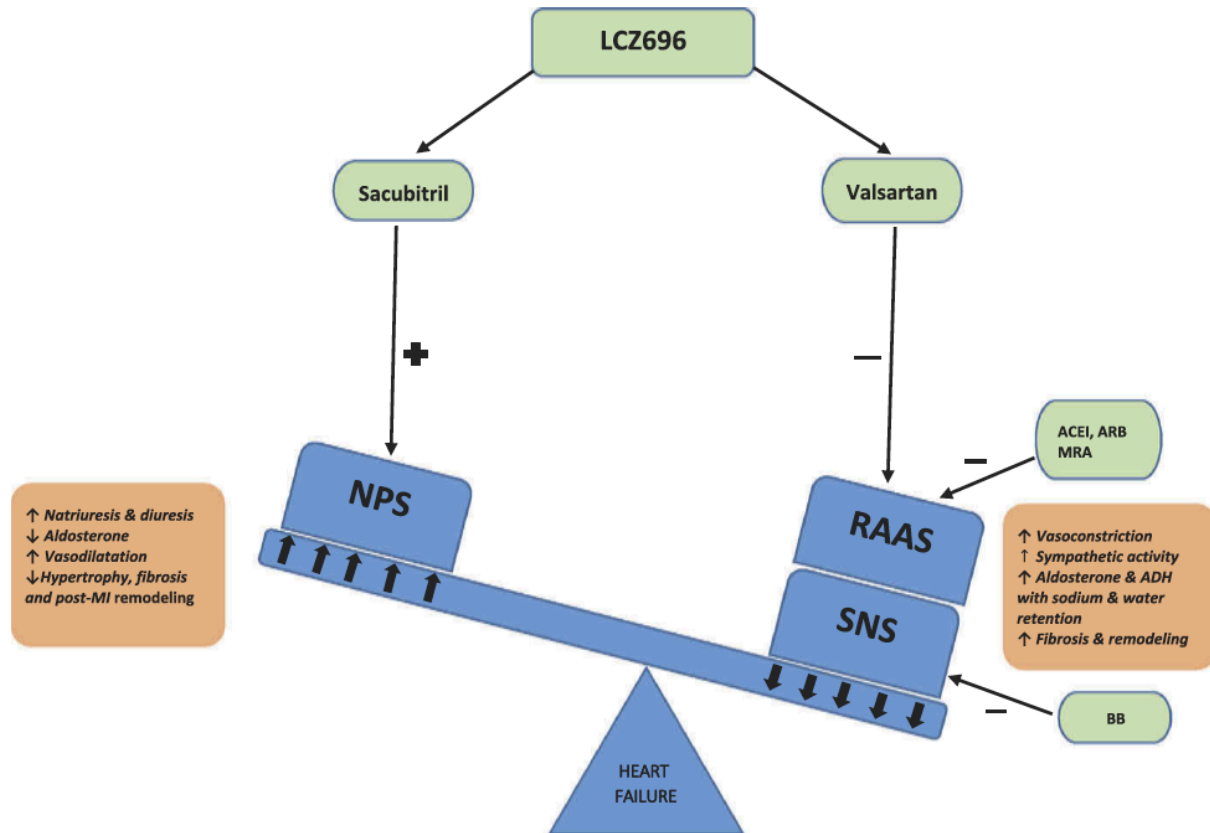 LCZ696
Sacubitril
Valsartan
ACEI, ARB
MRA
NPS
RAAS
SNS
↑ Natriuresis & diuresis
↓ Aldosterone
↑ Vasodilatation
↓Hypertrophy, fibrosis
and post-MI remodeling
↑ Vasoconstriction
↑ Sympathetic activity
↑ Aldosterone & ADH
with sodium & water
retention
↑ Fibrosis & remodeling
BB
HEART
FAILURE